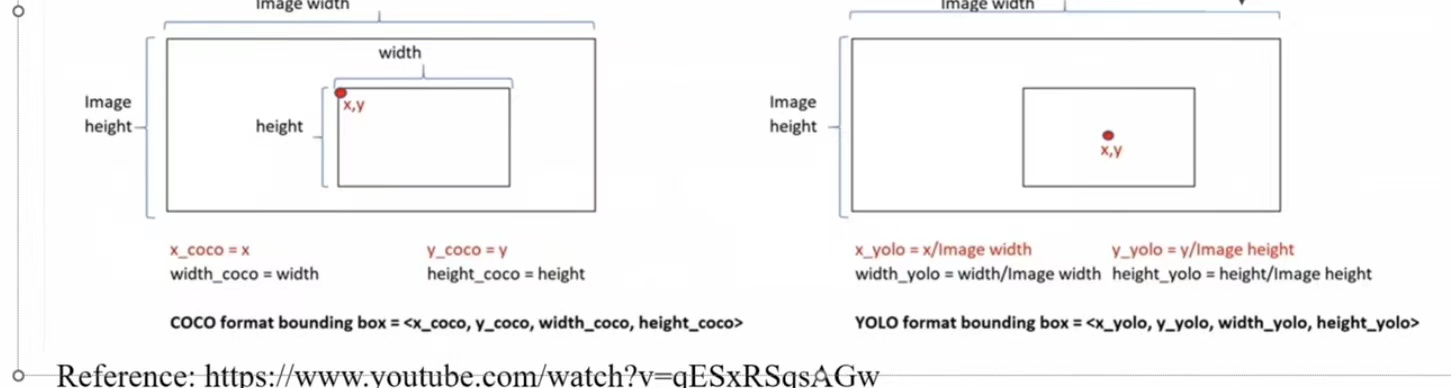 Image width
width
Image
height
height
x,y
x_coco = x
y_coco = y
width_coco = width
height_coco = height
COCO format bounding box = <x_coco, y_coco, width_coco, height_coco>
Image width
Image
height
x,y
x_yolo = x/Image width
y_yolo = y/Image height
width_yolo = width/Image width
height_yolo = height/Image height
YOLO format bounding box = <x_yolo, y_yolo, width_yolo, height_yolo>
Reference: https://www.youtube.com/watch?v=qESxRSqsAGw